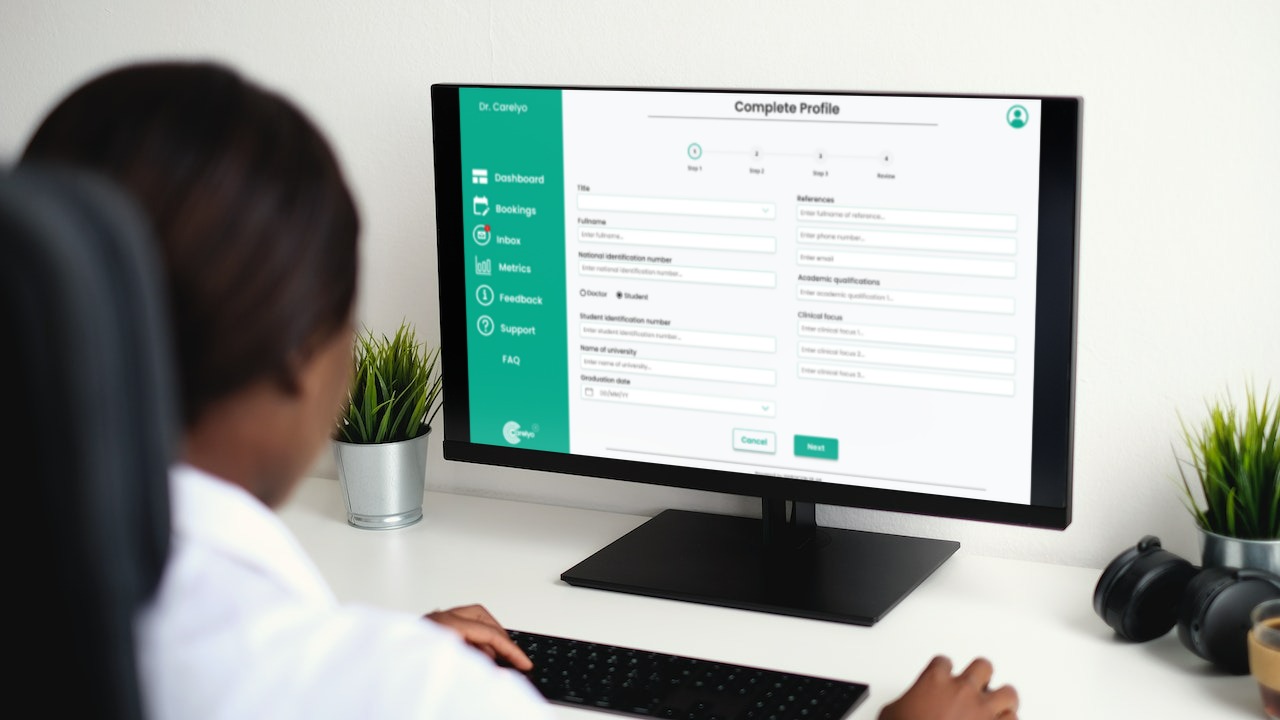 Dr. Carelyo
Complete Profile
1
2
3
4
Step 1
Step 2
Step 3
Review
Dashboard
Bookings
Inbox
Metrics
Feedback
Support
FAQ
Carelyo
Title
Fullname
Enter fullname...
National identification number
Enter national identification number...
Doctor
Student
Student identification number
Enter student identification number...
Name of university
Enter name of university...
Graduation date
DD/MM/YY
References
Enter fullname of reference...
Enter phone number...
Enter email
Academic qualifications
Enter academic qualification 1...
Clinical focus
Enter clinical focus 1...
Enter clinical focus 2...
Enter clinical focus 3...
Cancel
Next